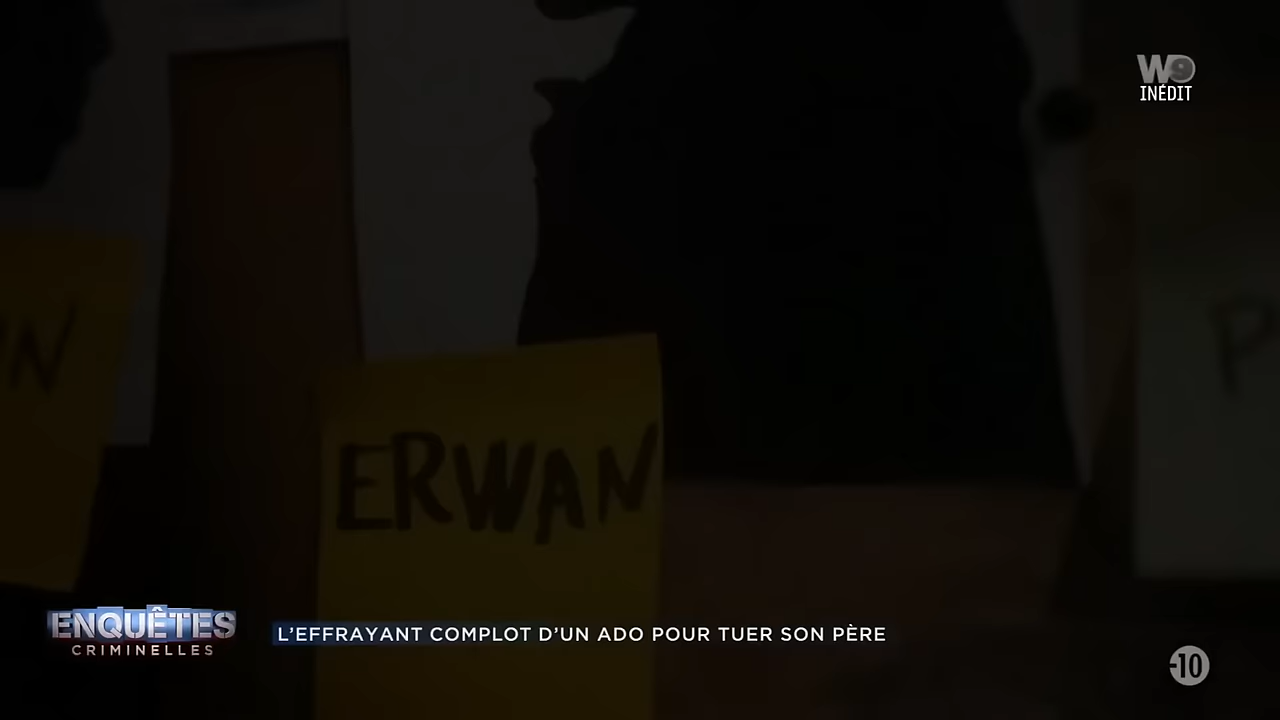 W9
INÉDIT
ERWAN
ENQUÊTES
CRIMINELLES
L'EFFRAYANT COMPLOT D'UN ADO POUR TUER SON PÈRE
-10